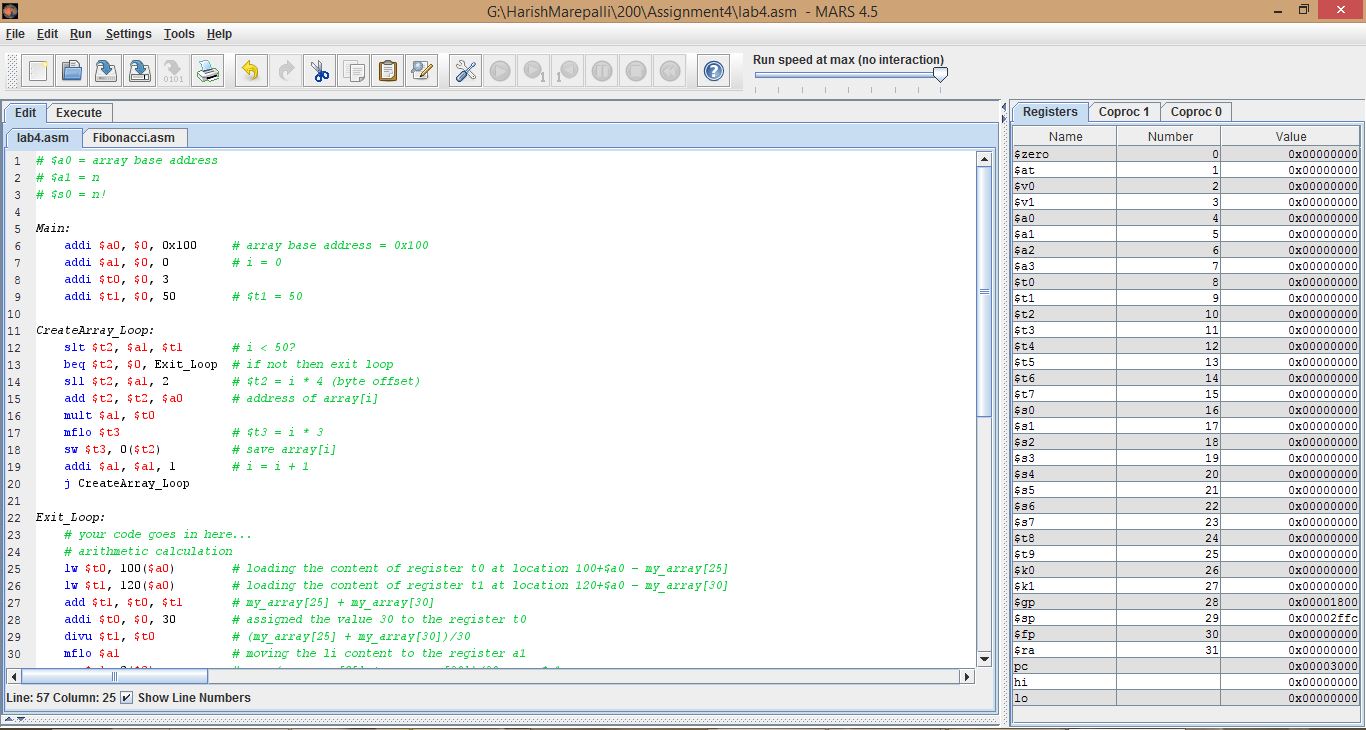 G:\HarishMarepalli\200\Assignment4\lab4.asm - MARS 4.5
File Edit Run Settings Tools Help
Run speed at max (no interaction)
Edit Execute
lab4.asm Fibonacci.asm
1 # $a0 = array base address
2 # $a1 = n
3 # $s0 = n!
4
5 Main:
6 addi $a0, $0, 0x100 # array base address = 0x100
7 addi $a1, $0, 0 # i = 0
8 addi $t0, $0, 3
9 addi $t1, $0, 50 # $t1 = 50
10
11 CreateArray_Loop:
12 slt $t2, $a1, $t1 # i < 50?
13 beq $t2, $0, Exit_Loop # if not then exit loop
14 sll $t2, $a1, 2 # $t2 = i * 4 (byte offset)
15 add $t2, $t2, $a0 # address of array[i]
16 mult $a1, $t0
17 mflo $t3 # $t3 = i * 3
18 sw $t3, 0($t2) # save array[i]
19 addi $a1, $a1, 1 # i = i + 1
20 j CreateArray_Loop
21
22 Exit_Loop:
23 # your code goes in here...
24 # arithmetic calculation
25 lw $t0, 100($a0) # loading the content of register t0 at location 100+$a0 - my_array[25]
26 lw $t1, 120($a0) # loading the content of register t1 at location 120+$a0 - my_array[30]
27 add $t1, $t0, $t1 # my_array[25] + my_array[30]
28 addi $t0, $0, 30 # assigned the value 30 to the register t0
29 divu $t1, $t0 # (my_array[25] + my_array[30])/30
30 mflo $a1 # moving the li content to the register a1
Line: 57 Column: 25 Show Line Numbers
Registers Coproc 1 Coproc 0
Name Number Value
$zero 0 0x00000000
$at 1 0x00000000
$v0 2 0x00000000
$v1 3 0x00000000
$a0 4 0x00000000
$a1 5 0x00000000
$a2 6 0x00000000
$a3 7 0x00000000
$t0 8 0x00000000
$t1 9 0x00000000
$t2 10 0x00000000
$t3 11 0x00000000
$t4 12 0x00000000
$t5 13 0x00000000
$t6 14 0x00000000
$t7 15 0x00000000
$s0 16 0x00000000
$s1 17 0x00000000
$s2 18 0x00000000
$s3 19 0x00000000
$s4 20 0x00000000
$s5 21 0x00000000
$s6 22 0x00000000
$s7 23 0x00000000
$t8 24 0x00000000
$t9 25 0x00000000
$k0 26 0x00000000
$k1 27 0x00000000
$gp 28 0x00001800
$sp 29 0x00002ffc
$fp 30 0x00000000
$ra 31 0x00000000
pc 0x00003000
hi 0x00000000
lo 0x00000000